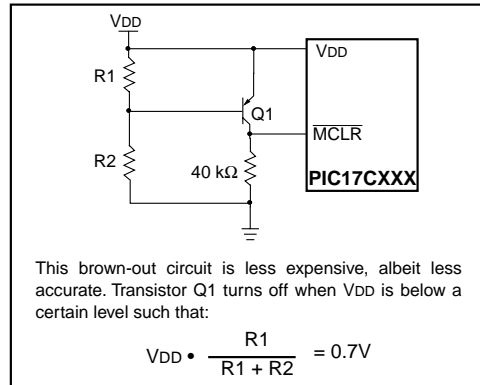 VDD
R1
VDD
Q1
MCLR
R2
40 kΩ
PIC17CXXX
This brown-out circuit is less expensive, albeit less
accurate. Transistor Q1 turns off when VDD is below a
certain level such that:
VDD • R1 / R1 + R2 = 0.7V